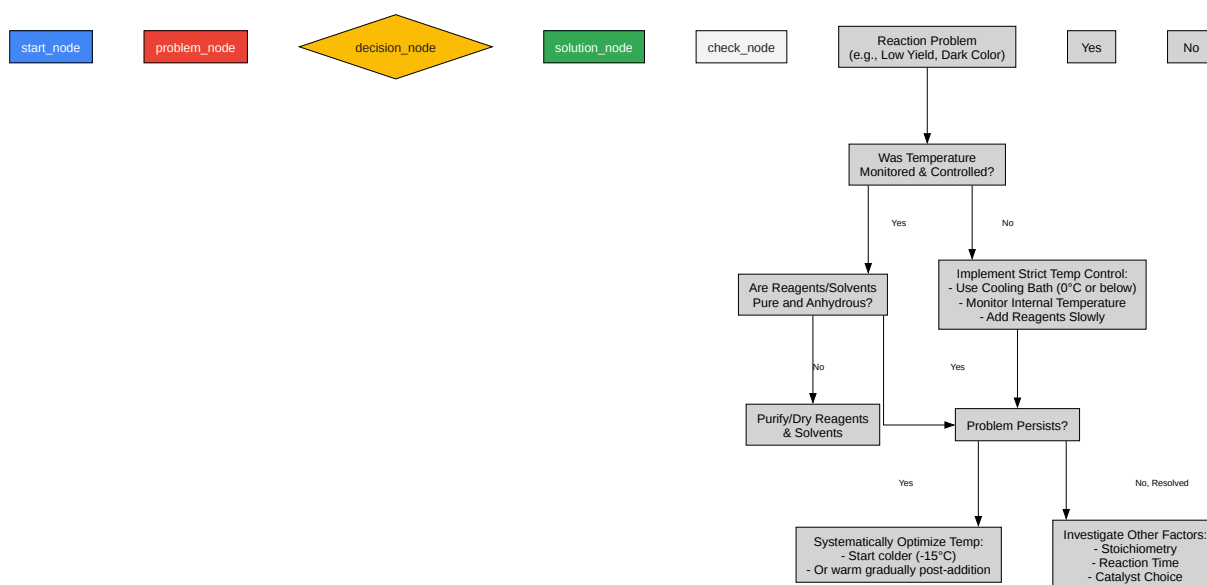 start_node
problem_node
decision_node
solution_node
check_node
Reaction Problem
(e.g., Low Yield, Dark Color)
Yes
No
Was Temperature
Monitored & Controlled?
Yes
No
Are Reagents/Solvents
Pure and Anhydrous?
Implement Strict Temp Control:
- Use Cooling Bath (0°C or below)
- Monitor Internal Temperature
- Add Reagents Slowly
No
Yes
Purify/Dry Reagents
& Solvents
Problem Persists?
Yes
No, Resolved
Systematically Optimize Temp:
- Start colder (-15°C)
- Or warm gradually post-addition
Investigate Other Factors:
- Stoichiometry
- Reaction Time
- Catalyst Choice